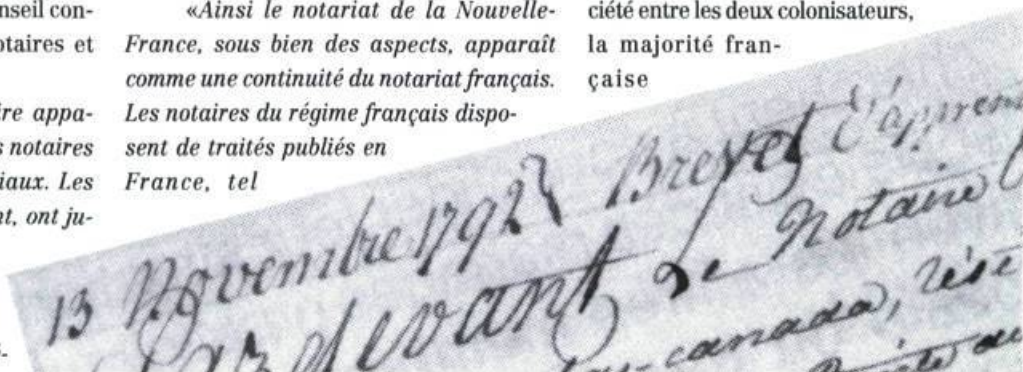 nseil con-
otaires et
ire appa-
s notaires
iaux. Les
nt, ont ju-
«Ainsi le notariat de la Nouvelle-
France, sous bien des aspects, apparaît
comme une continuité du notariat français.
Les notaires du régime français dispo-
sent de traités publiés en
France, tel
ciété entre les deux colonisateurs,
la majorité fran-
çaise
13 Novembre 1792 Brevet d'apprent
devant Notaire
canada, rési